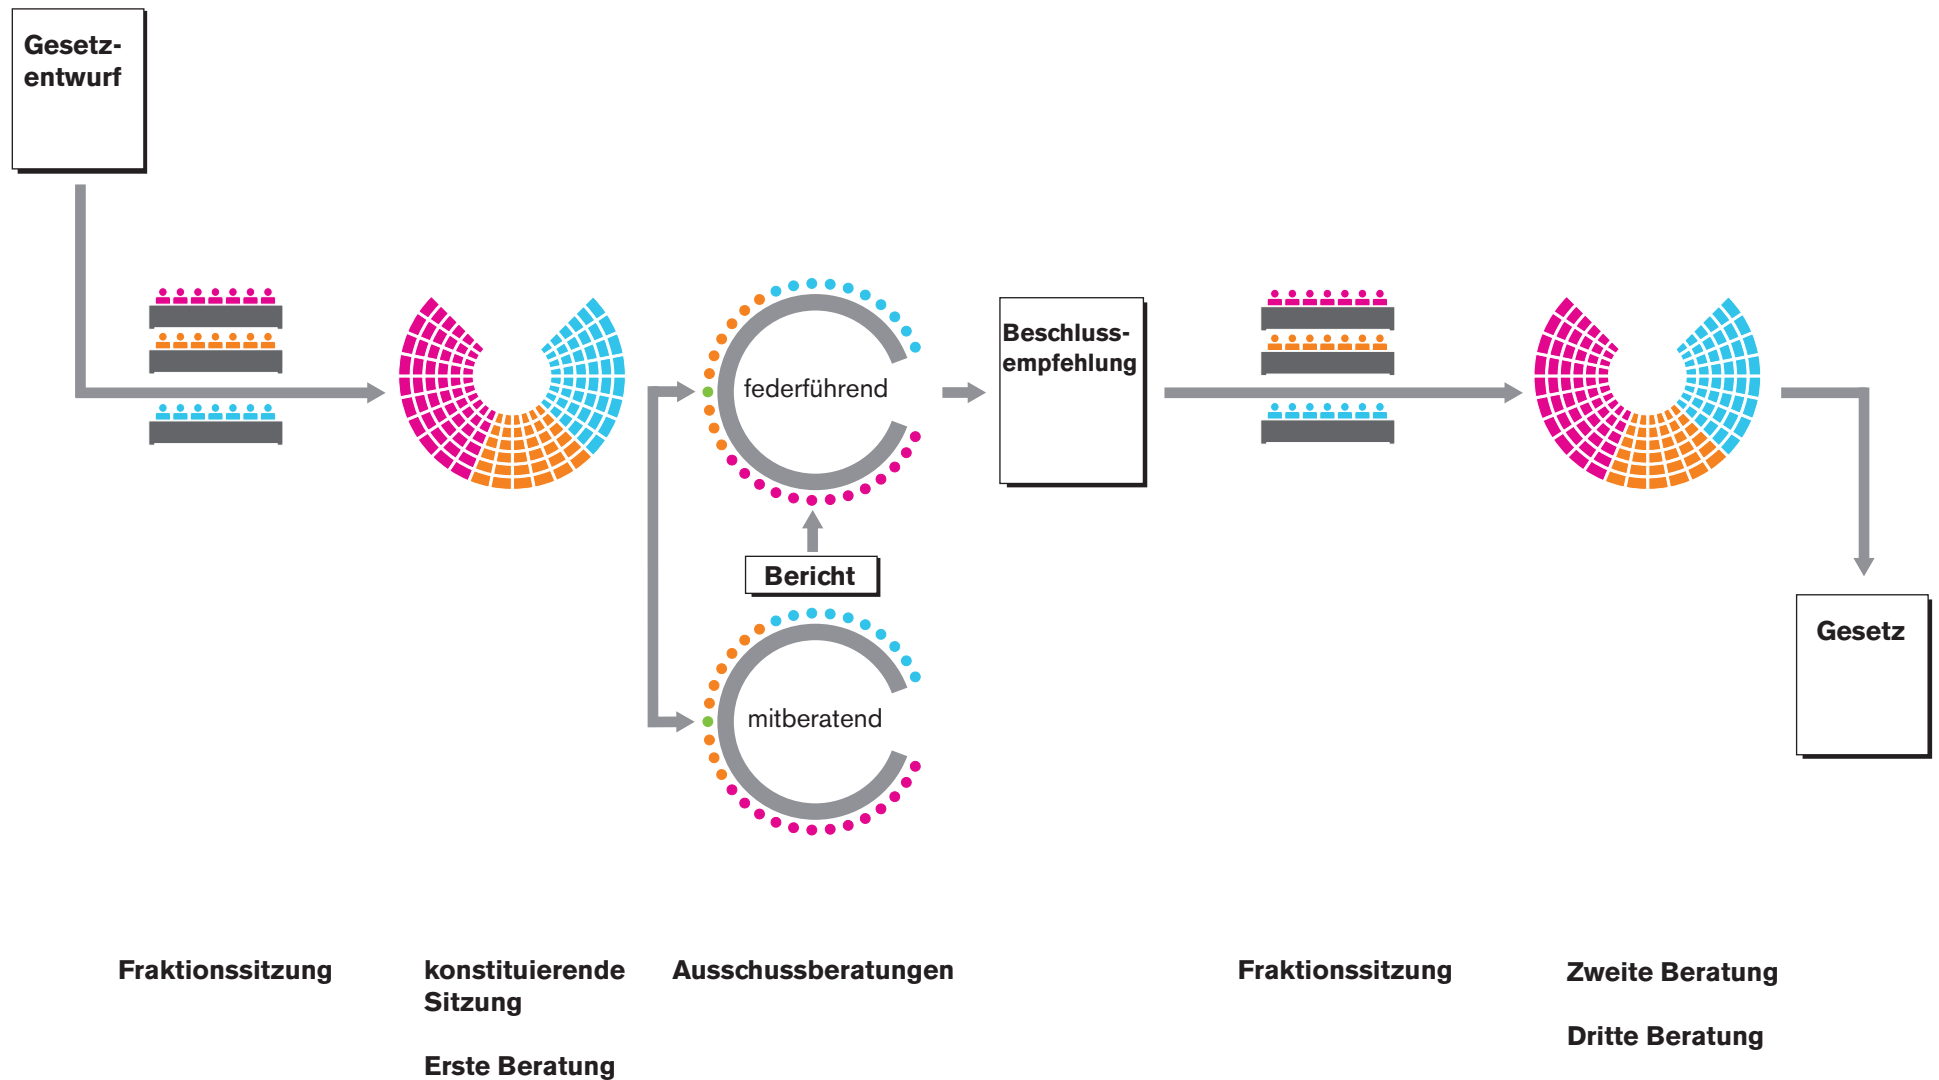 Gesetz-
entwurf
federführend
Beschluss-
empfehlung
Bericht
mitberatend
Gesetz
Fraktionssitzung
konstituierende
Sitzung
Erste Beratung
Ausschussberatungen
Fraktionssitzung
Zweite Beratung
Dritte Beratung